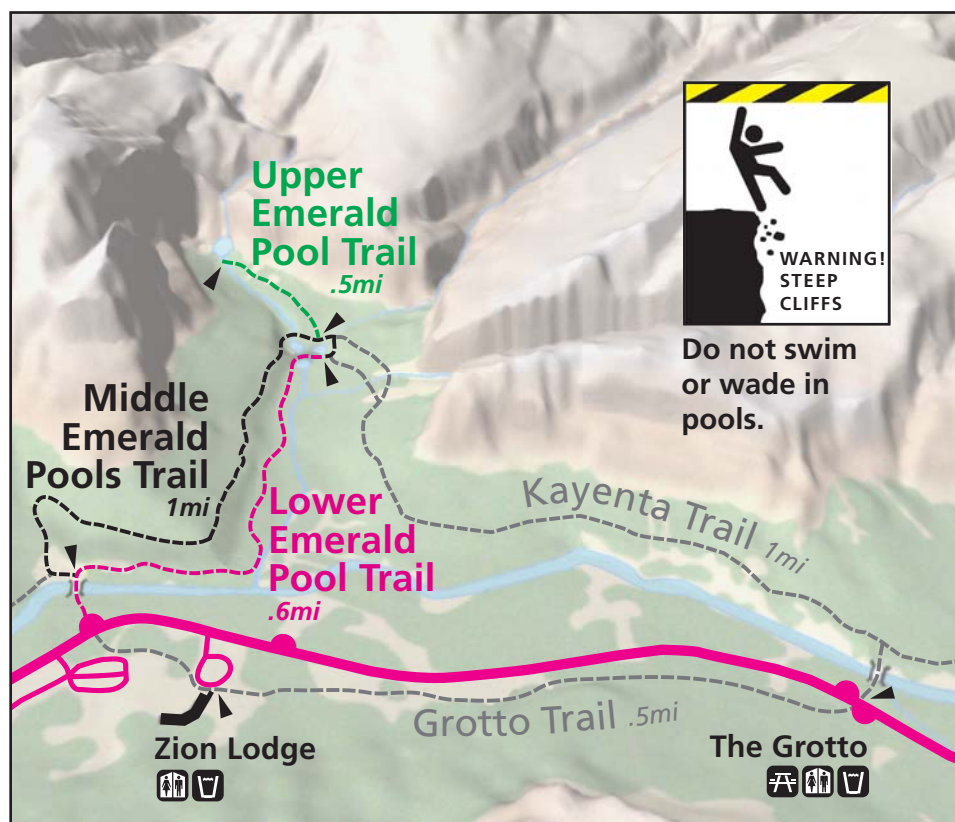 Upper
Emerald
Pool Trail
.5mi
WARNING!
STEEP
CLIFFS
Do not swim
or wade in
pools.
Middle
Emerald
Pools Trail
1mi
Lower
Emerald
Pool Trail
.6mi
Kayenta Trail 1mi
Grotto Trail .5mi
Zion Lodge
The Grotto